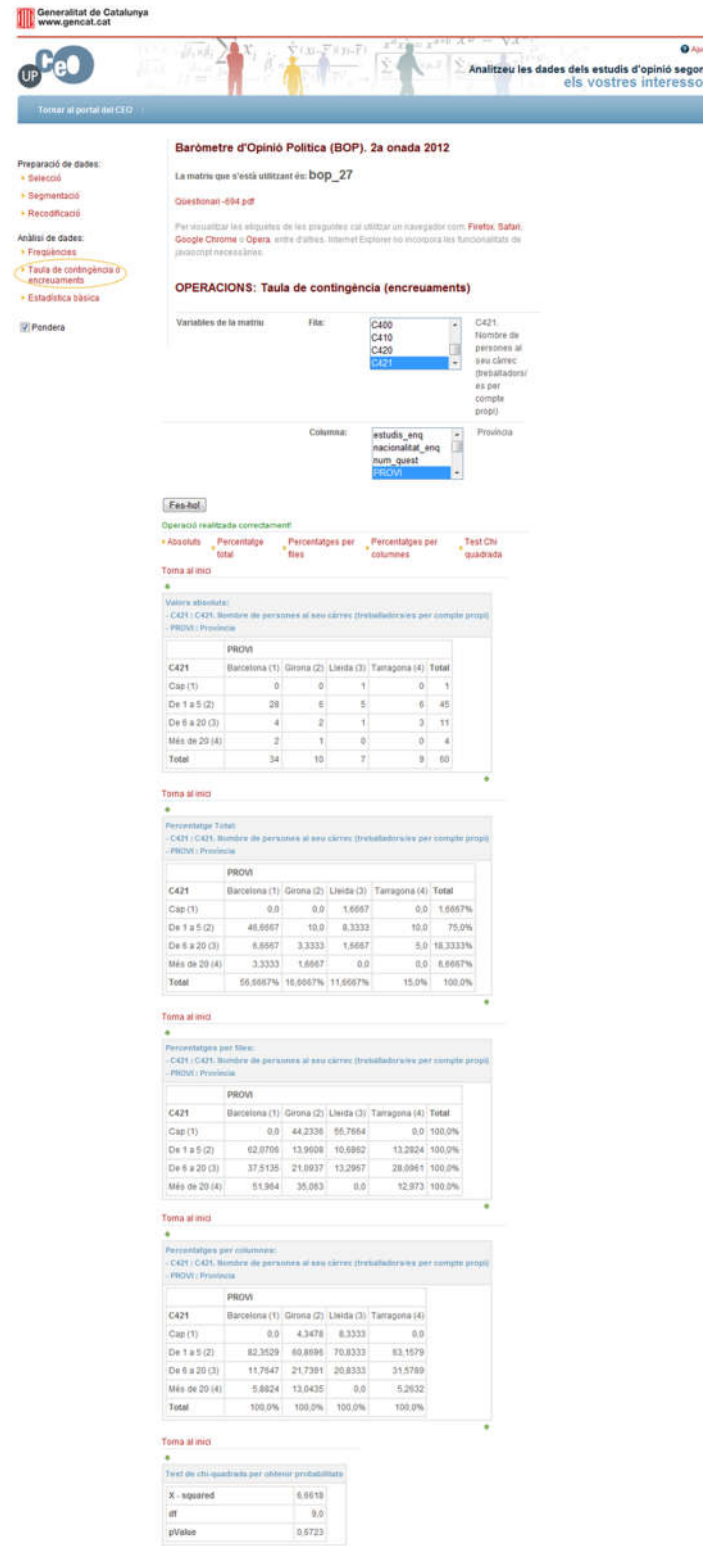 Generalitat de Catalunya
www.gencat.cat
UP CEO
Analitzeu les dades dels estudis d'opinió segon
els vostres interesso
Tornar al portal del CEO
Preparació de dades:
Selecció
Segmentació
Recodificació
Anàlisi de dades:
Freqüències
Taula de contingència o
encreuaments
Estadística bàsica
Pondera
Baròmetre d'Opinió Política (BOP). 2a onada 2012
La matriu que s'està utilitzant és: bop_27
Qüestionari -694.pdf
Per visualitzar les etiquetes de les preguntes cal utilitzar un navegador com: Firefox, Safari,
Google Chrome o Opera, entre d'altres. Internet Explorer no incorpora les funcionalitats de
javascript necessàries.
OPERACIONS: Taula de contingència (encreuaments)
Variables de la matriu
Fila:
C400
C410
C420
C421
C421.
Nombre de
persones al
seu càrrec
(treballadors/
es per
compte
propi)
Columna:
estudis_enq
nacionalitat_enq
num_quest
PROVI
Província
Fes-ho!
Operació realitzada correctament!
Absoluts Percentatge total Percentatges per files Percentatges per columnes Test Chi quadrada
Torna al inici
Valors absoluts:
- C421 : C421. Nombre de persones al seu càrrec (treballadors/es per compte propi)
- PROVI : Província
PROVI
C421 Barcelona (1) Girona (2) Lleida (3) Tarragona (4) Total
Cap (1) 0 0 1 0 1
De 1 a 5 (2) 28 6 5 6 45
De 6 a 20 (3) 4 2 1 3 11
Més de 20 (4) 2 1 0 0 4
Total 34 10 7 9 60
Torna al inici
Percentatge Total:
- C421 : C421. Nombre de persones al seu càrrec (treballadors/es per compte propi)
- PROVI : Província
PROVI
C421 Barcelona (1) Girona (2) Lleida (3) Tarragona (4) Total
Cap (1) 0,0 0,0 1,6667 0,0 1,6667%
De 1 a 5 (2) 46,6667 10,0 8,3333 10,0 75,0%
De 6 a 20 (3) 6,6667 3,3333 1,6667 5,0 18,3333%
Més de 20 (4) 3,3333 1,6667 0,0 0,0 6,6667%
Total 56,6667% 16,6667% 11,6667% 15,0% 100,0%
Torna al inici
Percentatges per files:
- C421 : C421. Nombre de persones al seu càrrec (treballadors/es per compte propi)
- PROVI : Província
PROVI
C421 Barcelona (1) Girona (2) Lleida (3) Tarragona (4) Total
Cap (1) 0,0 44,2336 55,7664 0,0 100,0%
De 1 a 5 (2) 62,0706 13,9608 10,6862 13,2824 100,0%
De 6 a 20 (3) 37,5135 21,0937 13,2967 28,0961 100,0%
Més de 20 (4) 51,964 35,063 0,0 12,973 100,0%
Torna al inici
Percentatges per columnes:
- C421 : C421. Nombre de persones al seu càrrec (treballadors/es per compte propi)
- PROVI : Província
PROVI
C421 Barcelona (1) Girona (2) Lleida (3) Tarragona (4)
Cap (1) 0,0 4,3478 8,3333 0,0
De 1 a 5 (2) 82,3529 60,8696 70,8333 63,1579
De 6 a 20 (3) 11,7647 21,7391 20,8333 31,5789
Més de 20 (4) 5,8824 13,0435 0,0 5,2632
Total 100,0% 100,0% 100,0% 100,0%
Torna al inici
Test de chi-quadrada per obtenir probabilitats
X - squared 6,6618
df 9,0
pValue 0,6723